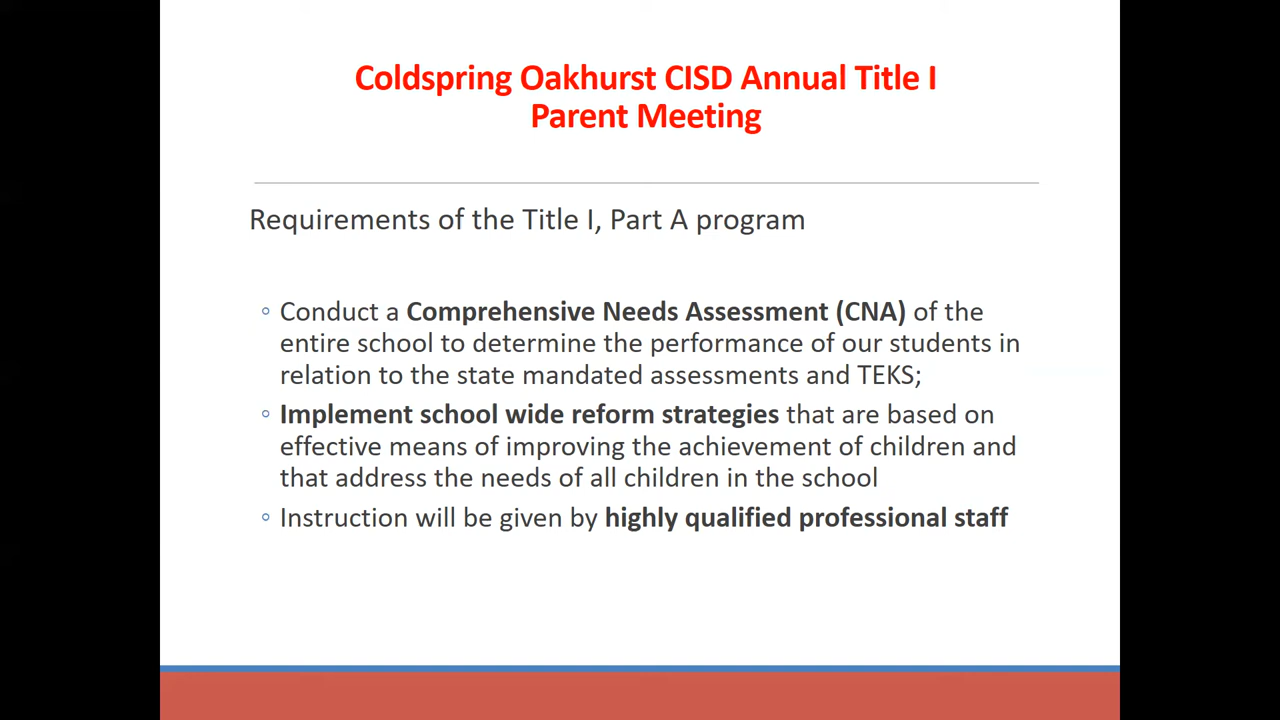 Coldspring Oakhurst CISD Annual Title I
Parent Meeting
Requirements of the Title I, Part A program
◦ Conduct a Comprehensive Needs Assessment (CNA) of the
entire school to determine the performance of our students in
relation to the state mandated assessments and TEKS;
◦ Implement school wide reform strategies that are based on
effective means of improving the achievement of children and
that address the needs of all children in the school
◦ Instruction will be given by highly qualified professional staff